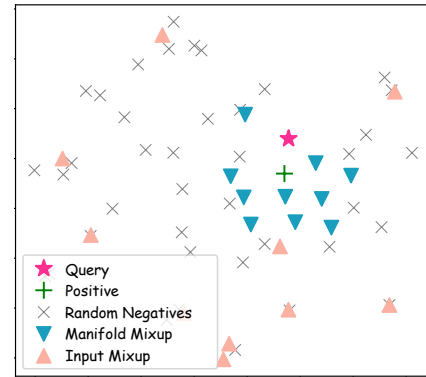 Query
Positive
Random Negatives
Manifold Mixup
Input Mixup